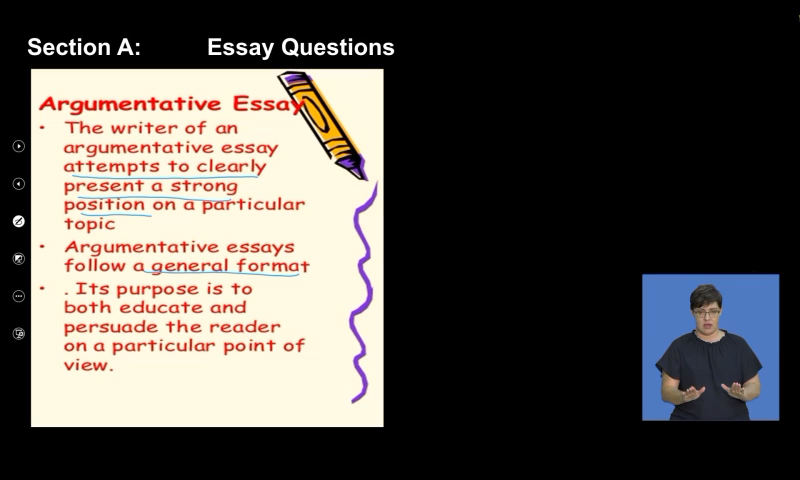 Section A: Essay Questions
Argumentative Essay
• The writer of an
argumentative essay
attempts to clearly
present a strong
position on a particular
topic
• Argumentative essays
follow a general format
• . Its purpose is to
both educate and
persuade the reader
on a particular point of
view.